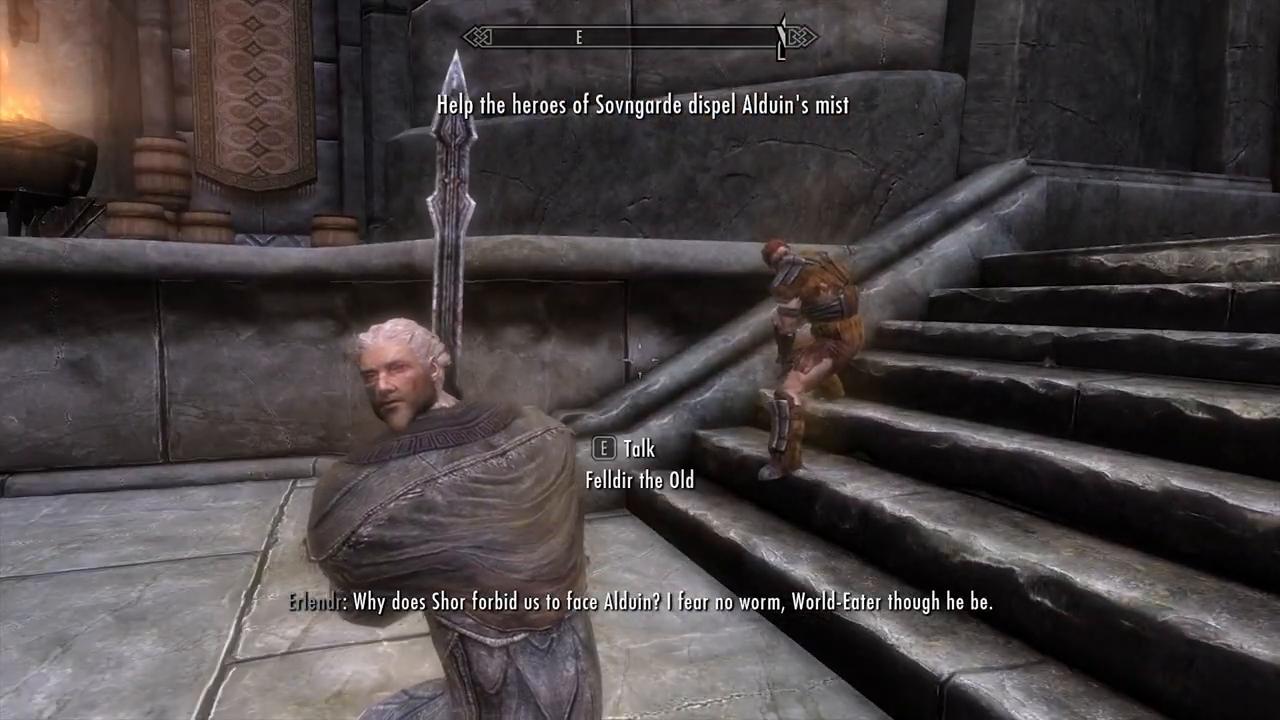 E
Help the heroes of Sovngarde dispel Alduin's mist
E Talk
Felldir the Old
Erlendr: Why does Shor forbid us to face Alduin? I fear no worm, World-Eater though he be.